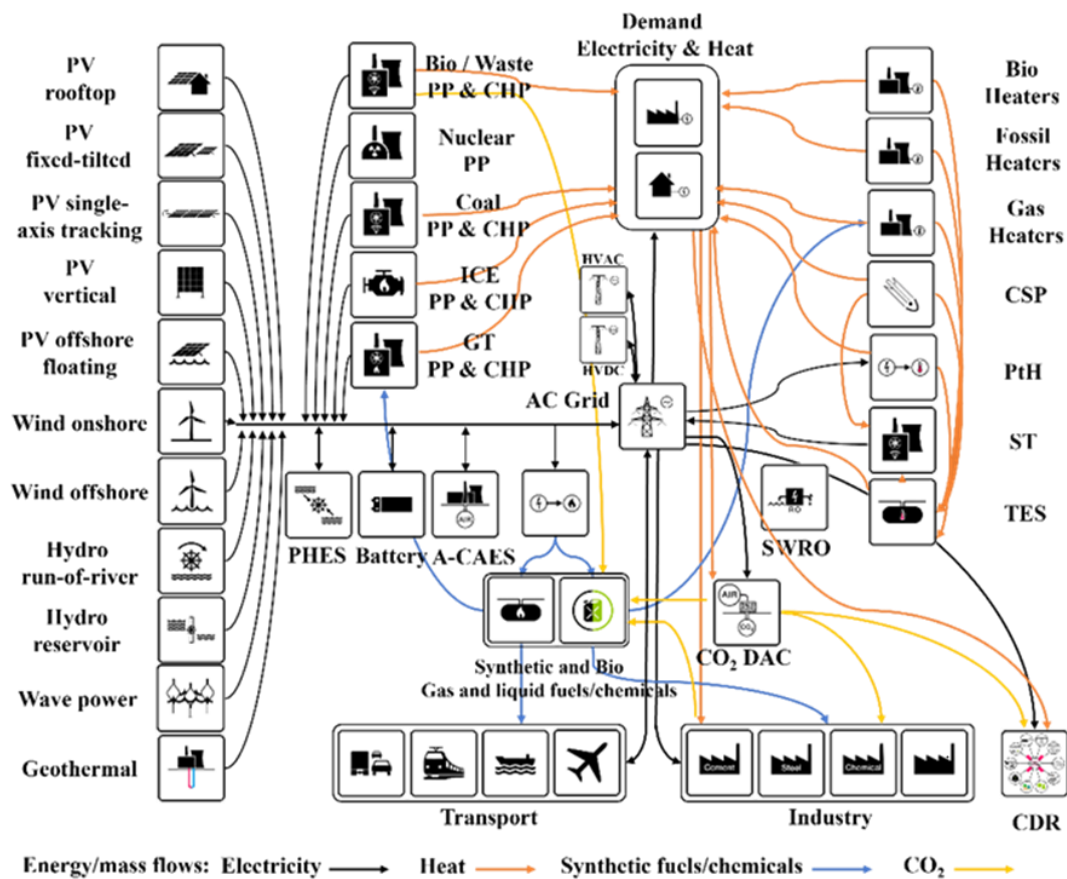 Demand
Electricity & Heat
PV
rooftop
PV
fixed-tilted
PV single-
axis tracking
PV
vertical
PV offshore
floating
Wind onshore
Wind offshore
Hydro
run-of-river
Hydro
reservoir
Wave power
Geothermal
Bio / Waste
PP & CHP
Nuclear
PP
Coal
PP & CHP
ICE
PP & CHP
GT
PP & CHP
HVAC
HVDC
AC Grid
Bio
Heaters
Fossil
Heaters
Gas
Heaters
CSP
PtH
ST
TES
PHES
Battery
A-CAES
AIR
RO
SWRO
AIR
CO₂
CO₂ DAC
Synthetic and Bio
Gas and liquid fuels/chemicals
Transport
Cement
Steel
Chemical
Industry
CDR
Energy/mass flows: Electricity
Heat
Synthetic fuels/chemicals
CO₂